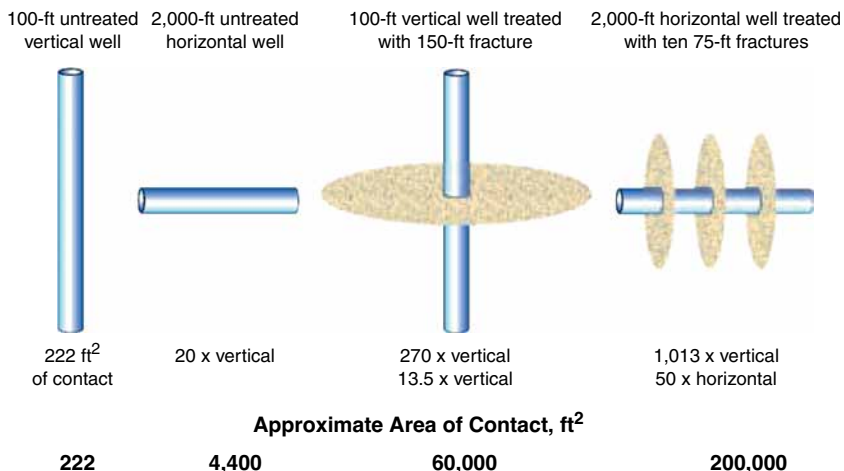 100-ft untreated
vertical well
2,000-ft untreated
horizontal well
100-ft vertical well treated
with 150-ft fracture
2,000-ft horizontal well treated
with ten 75-ft fractures
222 ft²
of contact
20 x vertical
270 x vertical
13.5 x vertical
1,013 x vertical
50 x horizontal
Approximate Area of Contact, ft²
222 4,400 60,000 200,000